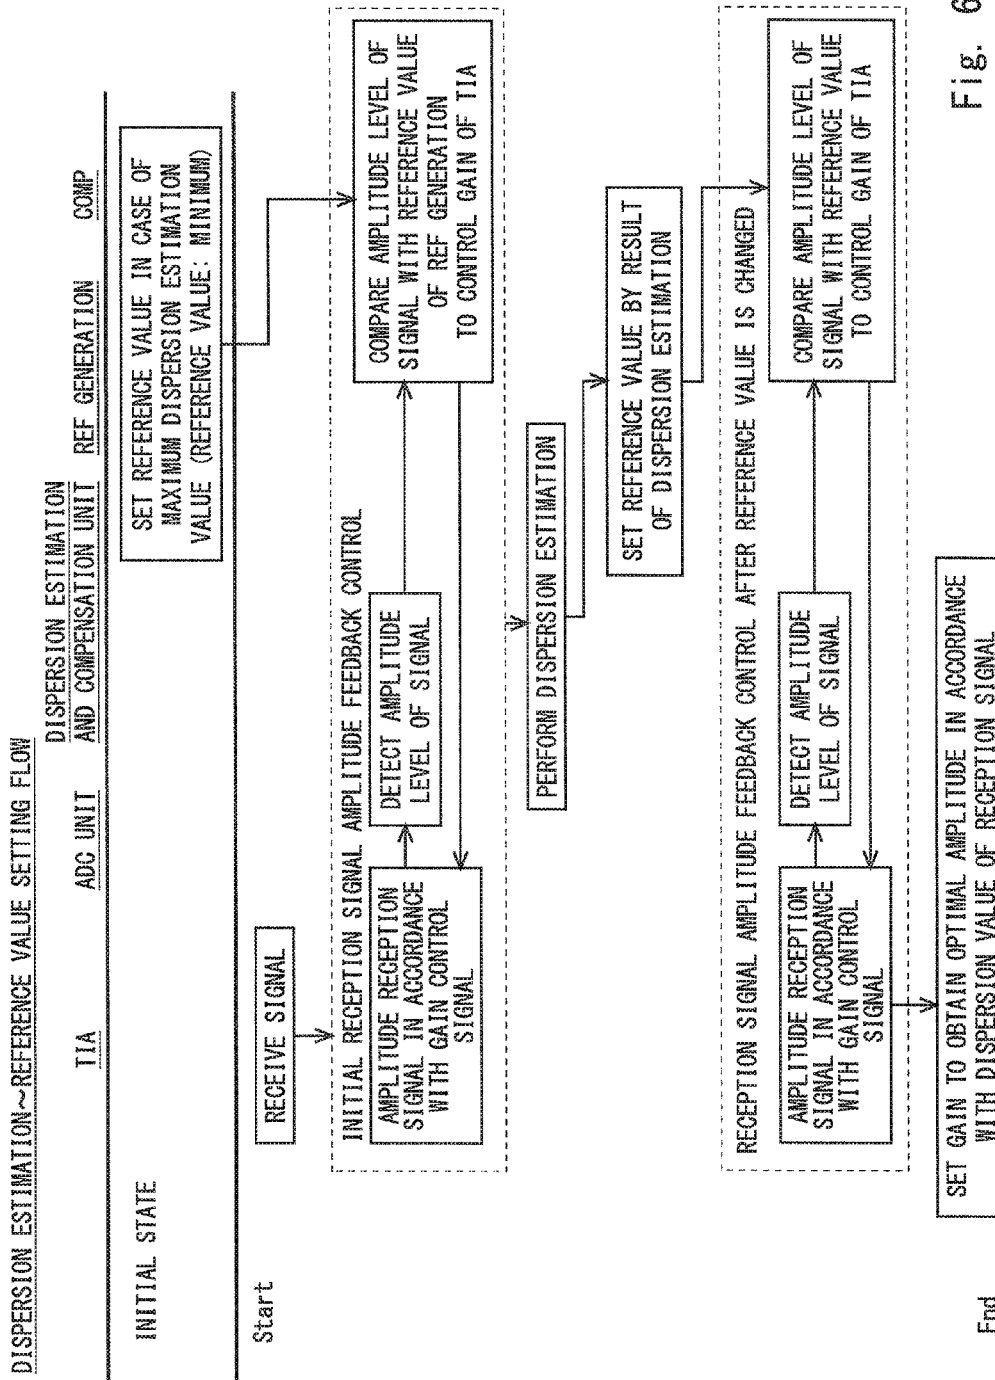 DISPERSION ESTIMATION~REFERENCE VALUE SETTING FLOW
TIA
ADC UNIT
DISPERSION ESTIMATION
AND COMPENSATION UNIT
REF GENERATION
COMP
INITIAL STATE
SET REFERENCE VALUE IN CASE OF
MAXIMUM DISPERSION ESTIMATION
VALUE (REFERENCE VALUE: MINIMUM)
Start
RECEIVE SIGNAL
INITIAL RECEPTION SIGNAL AMPLITUDE FEEDBACK CONTROL
AMPLITUDE RECEPTION
SIGNAL IN ACCORDANCE
WITH GAIN CONTROL
SIGNAL
DETECT AMPLITUDE
LEVEL OF SIGNAL
COMPARE AMPLITUDE LEVEL OF
SIGNAL WITH REFERENCE VALUE
OF REF GENERATION
TO CONTROL GAIN OF TIA
PERFORM DISPERSION ESTIMATION
SET REFERENCE VALUE BY RESULT
OF DISPERSION ESTIMATION
RECEPTION SIGNAL AMPLITUDE FEEDBACK CONTROL AFTER REFERENCE VALUE IS CHANGED
AMPLITUDE RECEPTION
SIGNAL IN ACCORDANCE
WITH GAIN CONTROL
SIGNAL
DETECT AMPLITUDE
LEVEL OF SIGNAL
COMPARE AMPLITUDE LEVEL OF
SIGNAL WITH REFERENCE VALUE
TO CONTROL GAIN OF TIA
SET GAIN TO OBTAIN OPTIMAL AMPLITUDE IN ACCORDANCE
WITH DISPERSION VALUE OF RECEPTION SIGNAL
End
Fig. 6